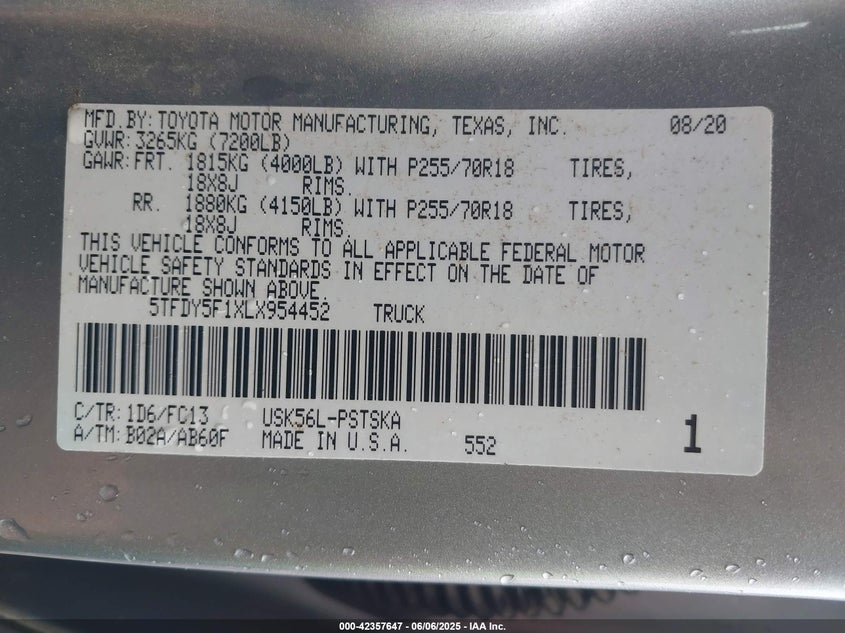 MFD.BY: TOYOTA MOTOR MANUFACTURING, TEXAS, INC. 08/20
GVWR: 3265KG (7200LB)
GAWR: FRT. 1815KG (4000LB) WITH P255/70R18 TIRES,
18X8J RIMS.
RR. 1880KG (4150LB) WITH P255/70R18 TIRES,
18X8J RIMS.
THIS VEHICLE CONFORMS TO ALL APPLICABLE FEDERAL MOTOR
VEHICLE SAFETY STANDARDS IN EFFECT ON THE DATE OF
MANUFACTURE SHOWN ABOVE.
5TFDY5F1XLX954452 TRUCK
C/TR: 1D6/FC13 USK56L-PSTSKA
A/TM: B02A/AB60F MADE IN U.S.A. 552 1
000-42357647 - 06/06/2025 - IAA Inc.